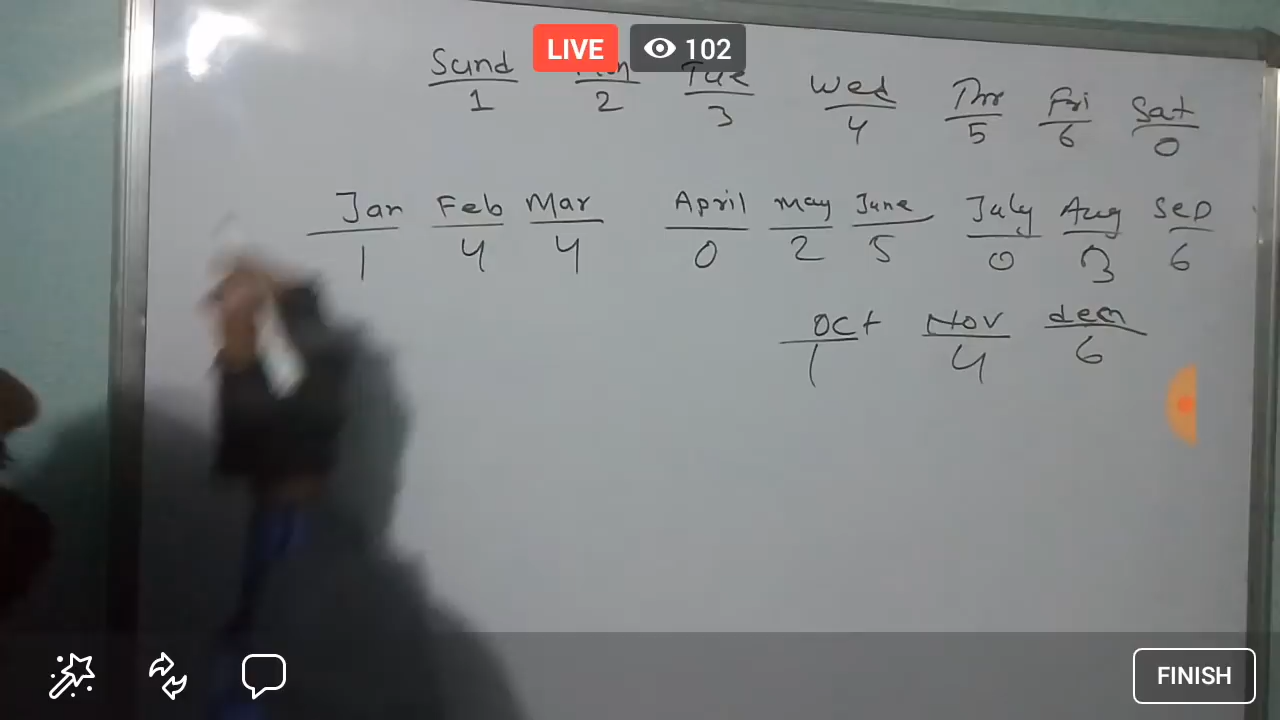 LIVE 102
Sund Tue Wed Thr Fri Sat
1 2 3 4 5 6 0
Jan Feb Mar April May June July Aug Sep
1 4 4 0 2 5 0 3 6
Oct Nov dem
1 4 6
FINISH